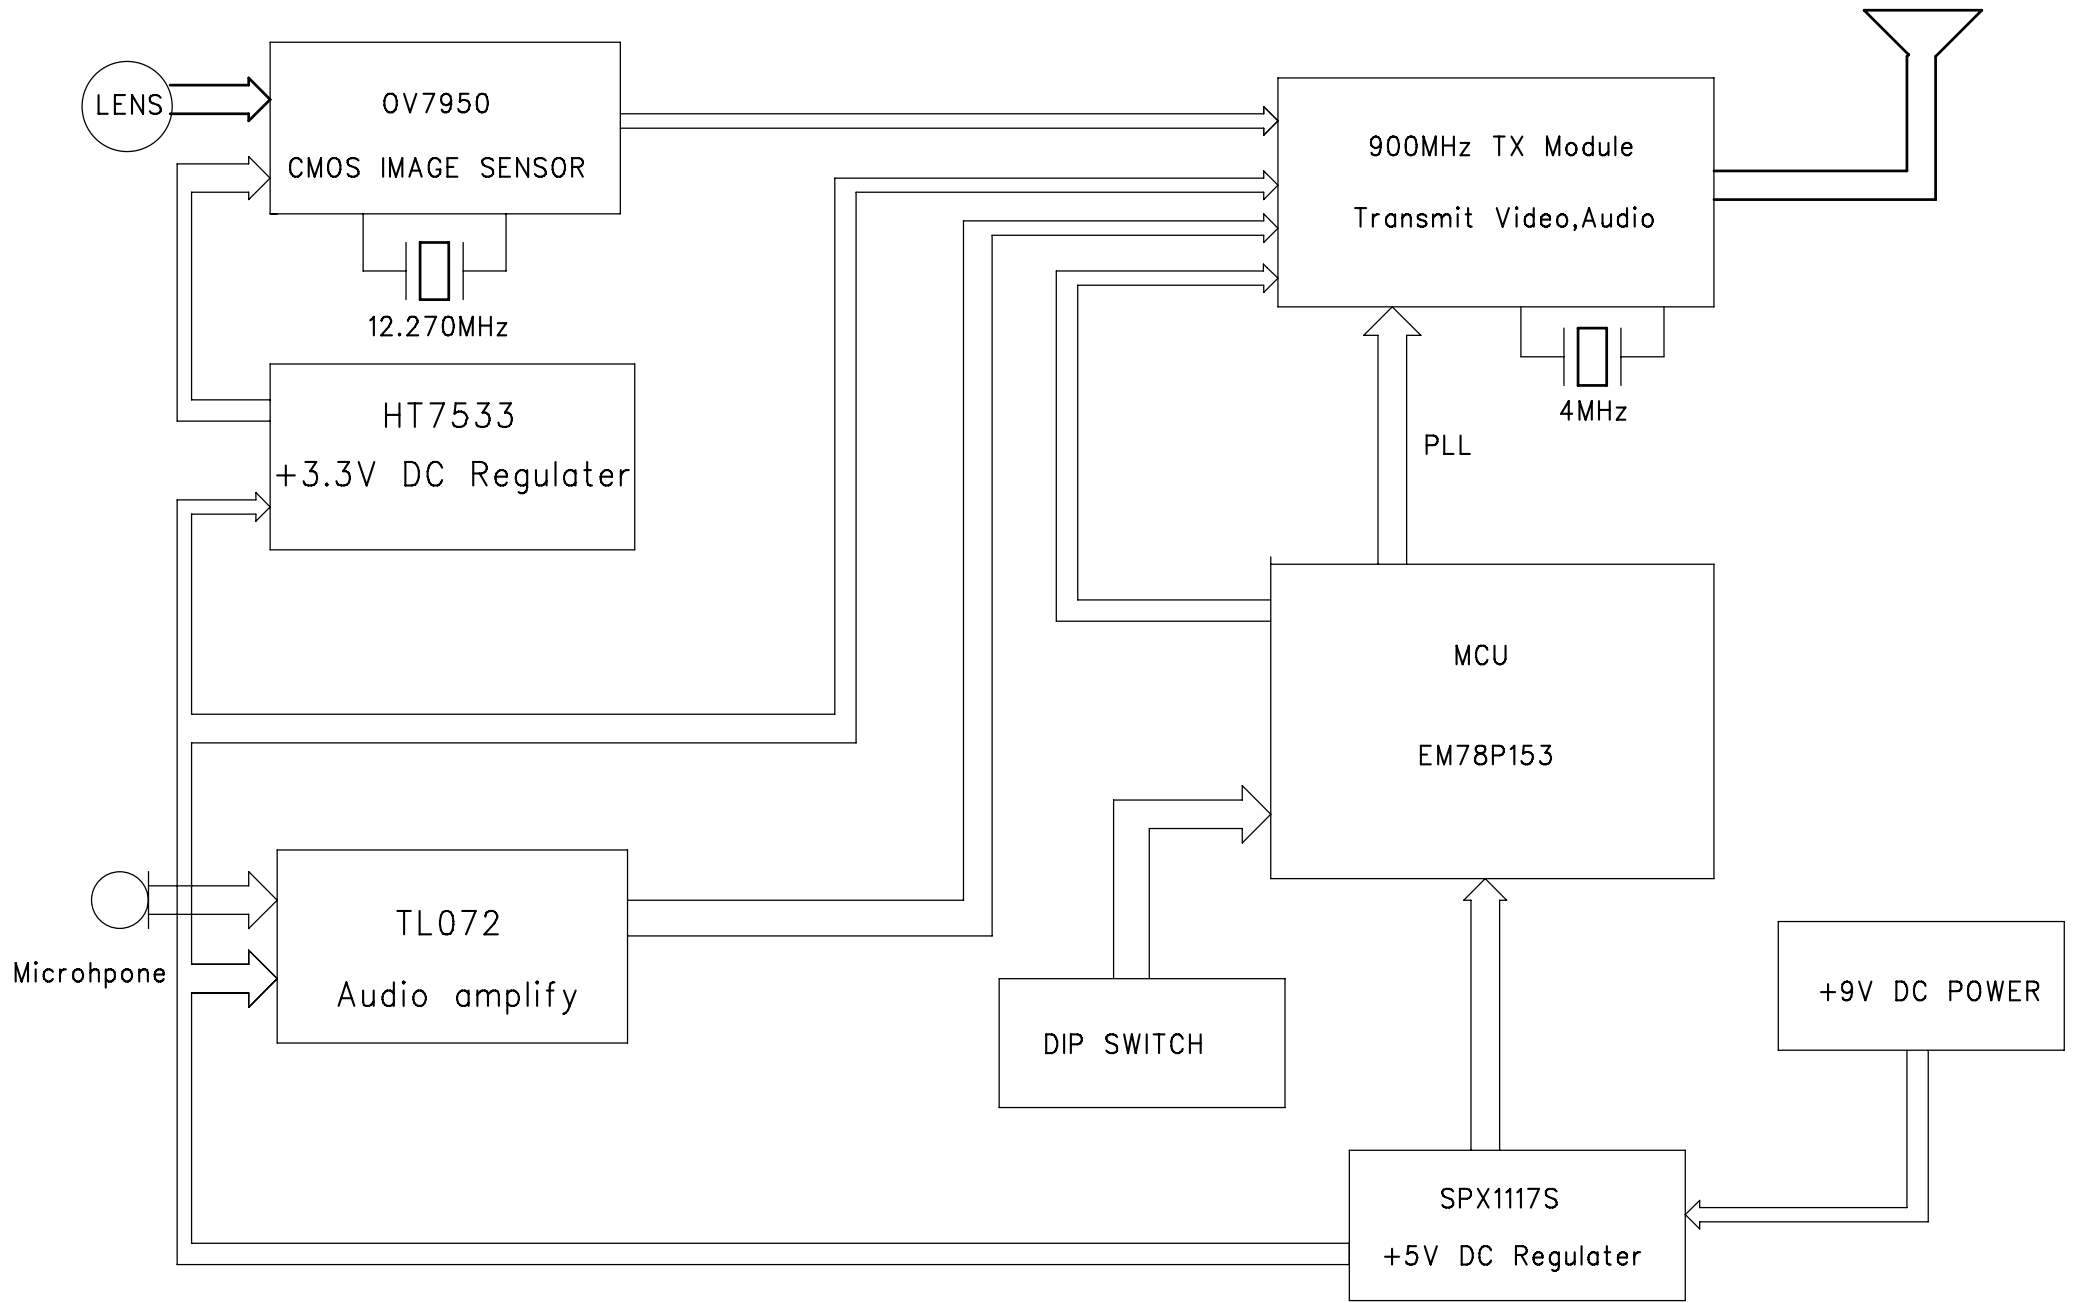 LENS
OV7950
CMOS IMAGE SENSOR
12.270MHz
900MHz TX Module
Transmit Video,Audio
4MHz
HT7533
+3.3V DC Regulater
PLL
MCU
EM78P153
Microhpone
TL072
Audio amplify
DIP SWITCH
+9V DC POWER
SPX1117S
+5V DC Regulater